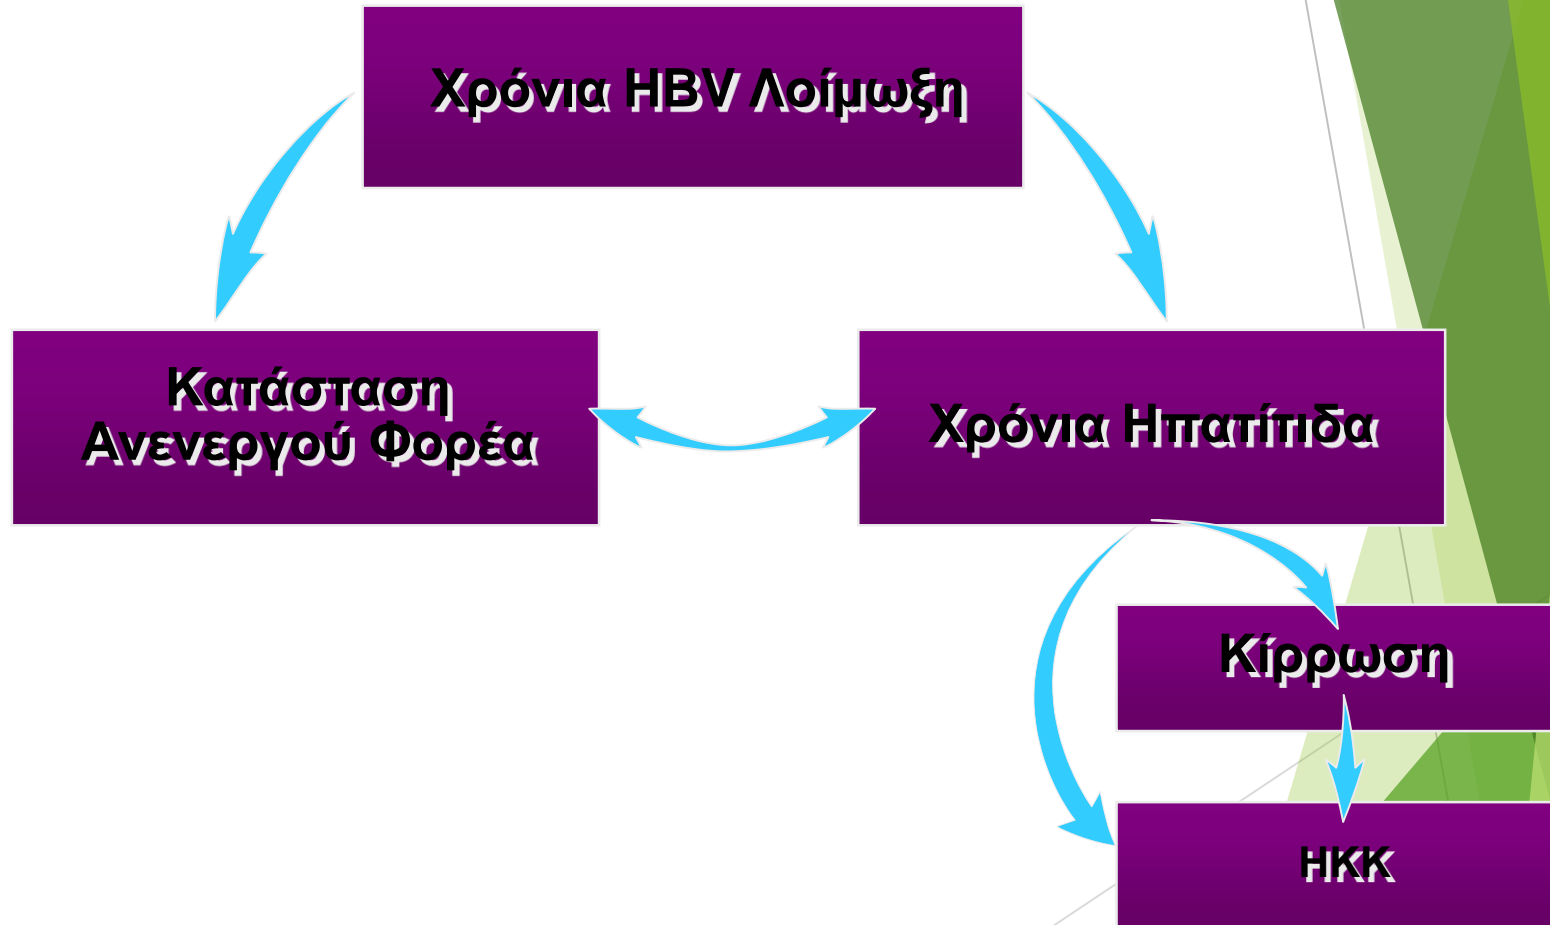 Χρόνια HBV Λοίμωξη
Κατάσταση
Ανενεργού Φορέα
Χρόνια Ηπατίτιδα
Κίρρωση
ΗΚΚ